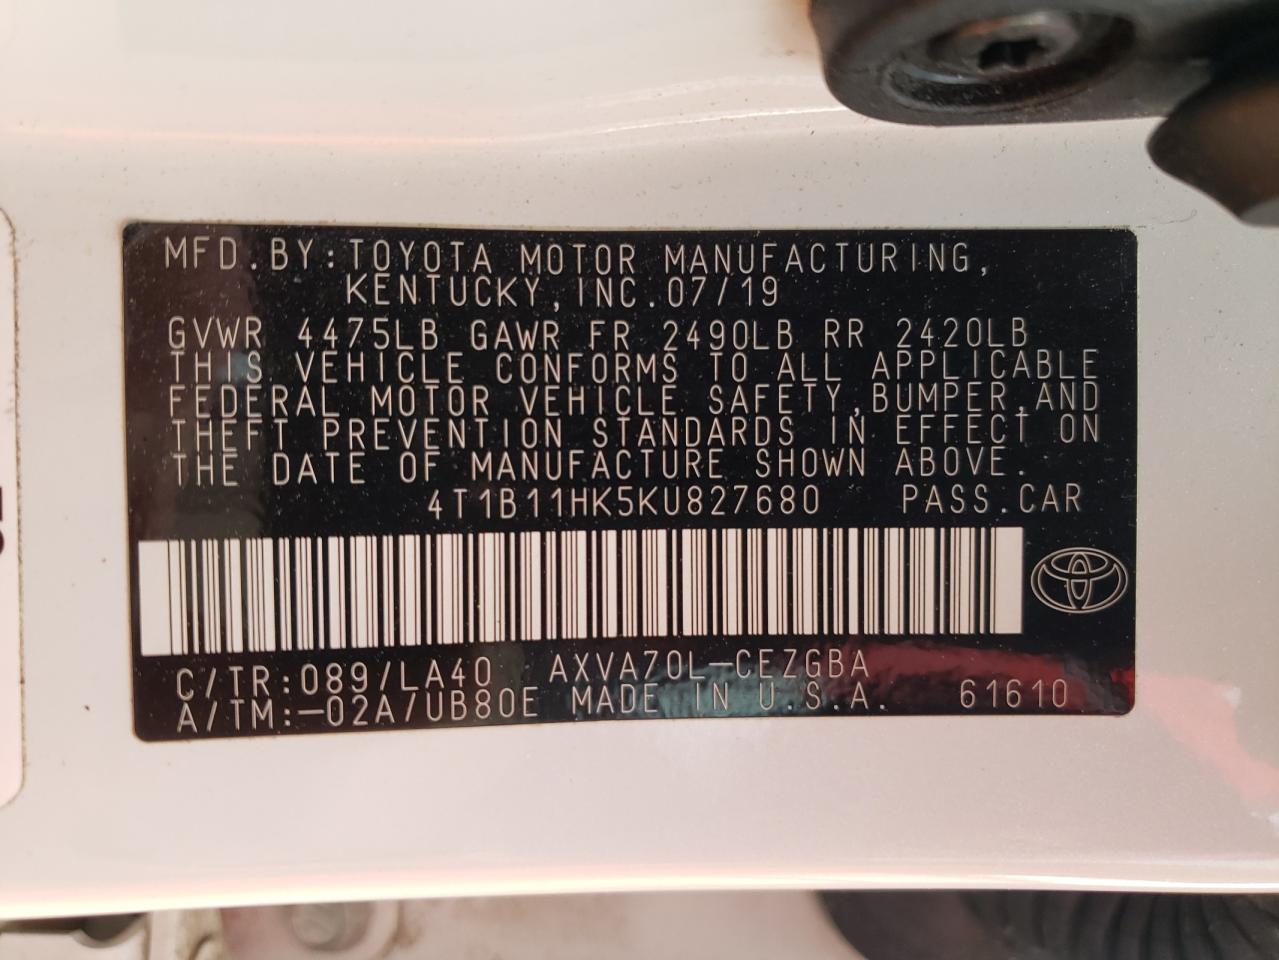 MFD.BY:TOYOTA MOTOR MANUFACTURING,
KENTUCKY,INC.07/19
GVWR 4475LB GAWR FR 2490LB RR 2420LB
THIS VEHICLE CONFORMS TO ALL APPLICABLE
FEDERAL MOTOR VEHICLE SAFETY,BUMPER,AND
THEFT PREVENTION STANDARDS IN EFFECT ON
THE DATE OF MANUFACTURE SHOWN ABOVE.
4T1B11HK5KU827680 PASS.CAR
C/TR:089/LA40 AXVA70L-CEZGBA
A/TM:-02A/UB80E MADE IN U.S.A. 61610